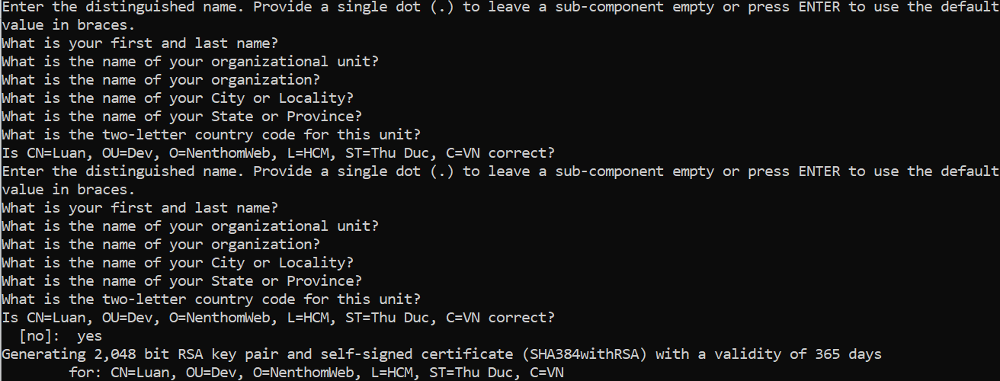 Enter the distinguished name. Provide a single dot (.) to leave a sub-component empty or press ENTER to use the default
value in braces.
What is your first and last name?
What is the name of your organizational unit?
What is the name of your organization?
What is the name of your City or Locality?
What is the name of your State or Province?
What is the two-letter country code for this unit?
Is CN=Luan, OU=Dev, O=NenthomWeb, L=HCM, ST=Thu Duc, C=VN correct?
Enter the distinguished name. Provide a single dot (.) to leave a sub-component empty or press ENTER to use the default
value in braces.
What is your first and last name?
What is the name of your organizational unit?
What is the name of your organization?
What is the name of your City or Locality?
What is the name of your State or Province?
What is the two-letter country code for this unit?
Is CN=Luan, OU=Dev, O=NenthomWeb, L=HCM, ST=Thu Duc, C=VN correct?
  [no]:  yes
Generating 2,048 bit RSA key pair and self-signed certificate (SHA384withRSA) with a validity of 365 days
        for: CN=Luan, OU=Dev, O=NenthomWeb, L=HCM, ST=Thu Duc, C=VN